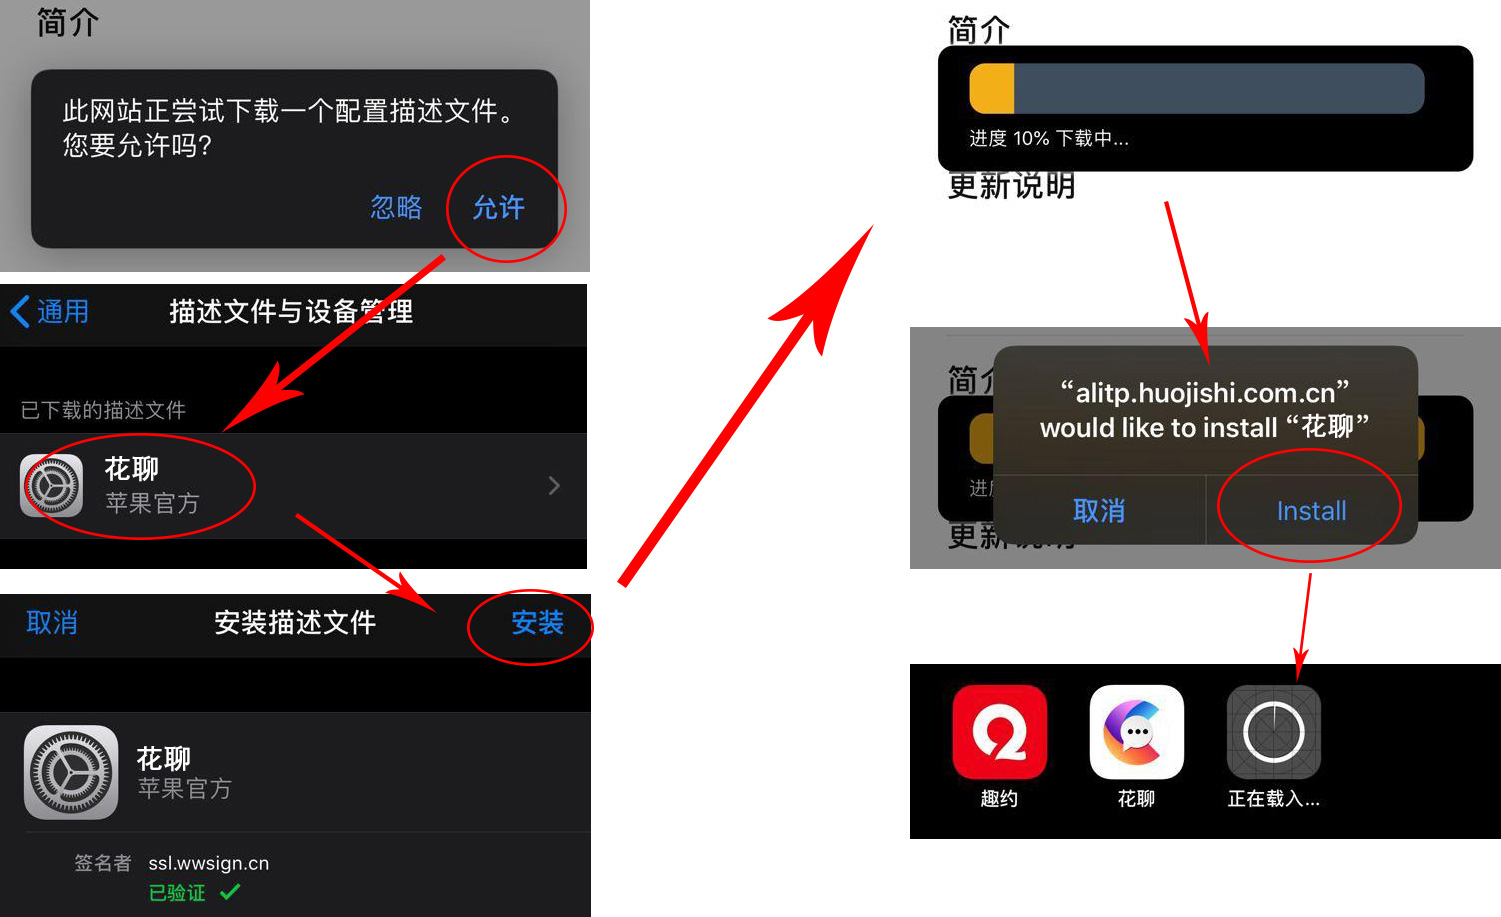 简介
此网站正尝试下载一个配置描述文件。
您要允许吗?
忽略 允许
通用 描述文件与设备管理
已下载的描述文件
花聊
苹果官方
取消 安装描述文件 安装
花聊
苹果官方
签名者 ssl.wwsign.cn
已验证
简介
进度 10% 下载中...
更新说明
简介
“alitp.huojishi.com.cn”
would like to install “花聊”
进度
取消 Install
更新说明
趣约 花聊 正在载入...